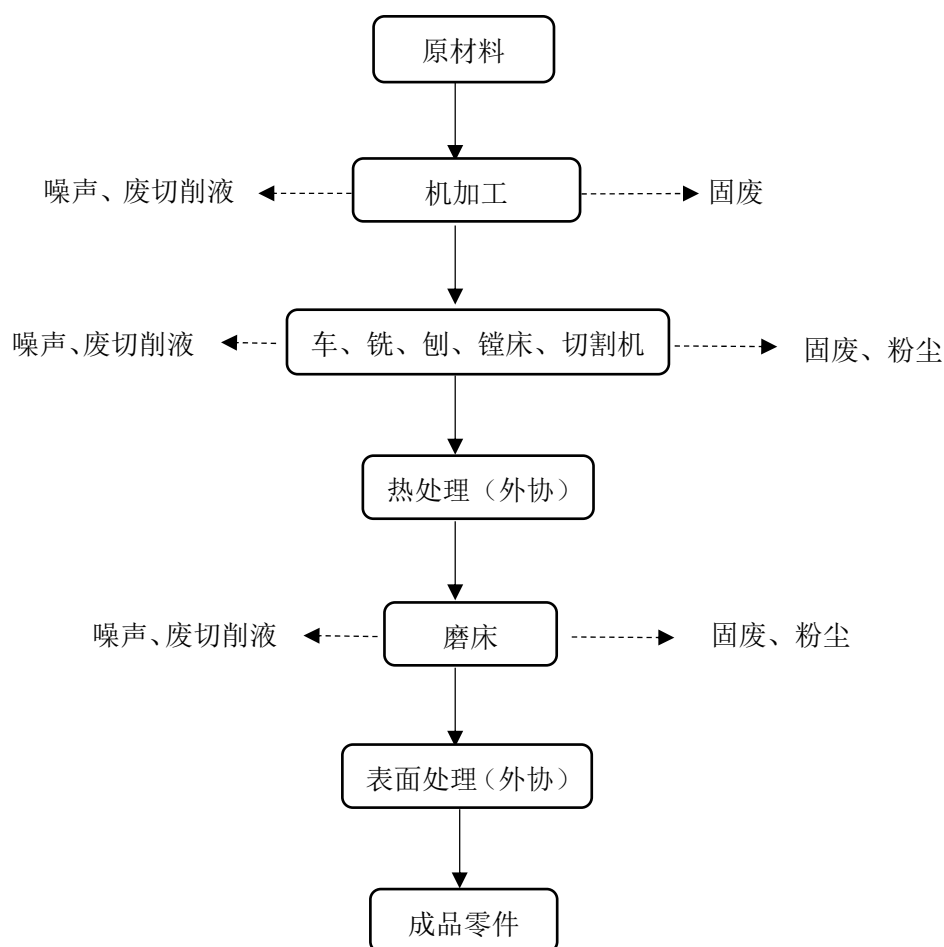 原材料
噪声、废切削液
机加工
固废
噪声、废切削液
车、铣、刨、镗床、切割机
固废、粉尘
热处理（外协）
噪声、废切削液
磨床
固废、粉尘
表面处理（外协）
成品零件